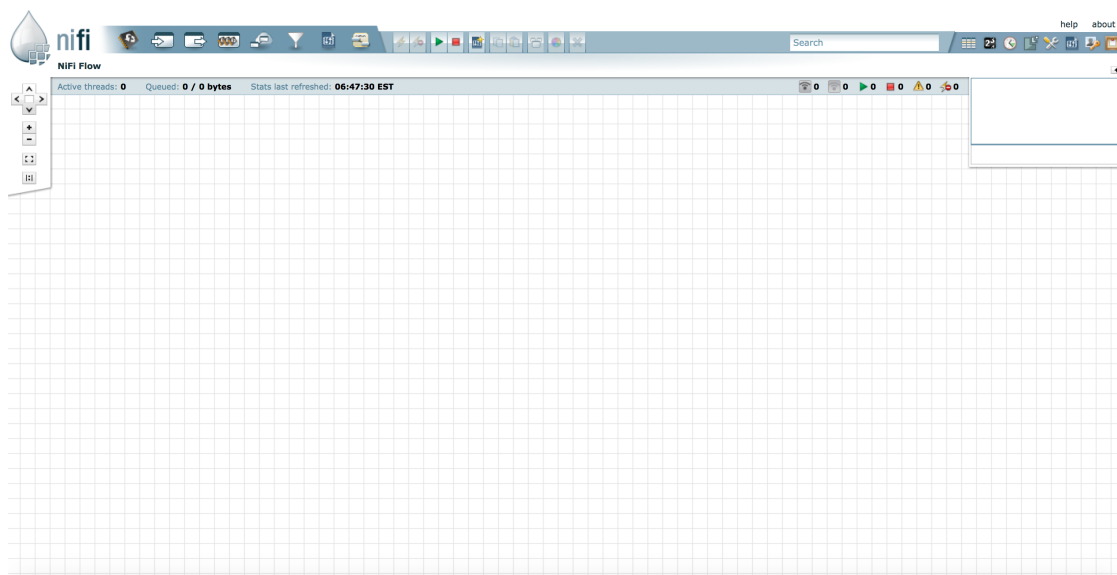 help about
nifi
Search
NiFi Flow
Active threads: 0 Queued: 0 / 0 bytes Stats last refreshed: 06:47:30 EST 0 0 0 0 0 0